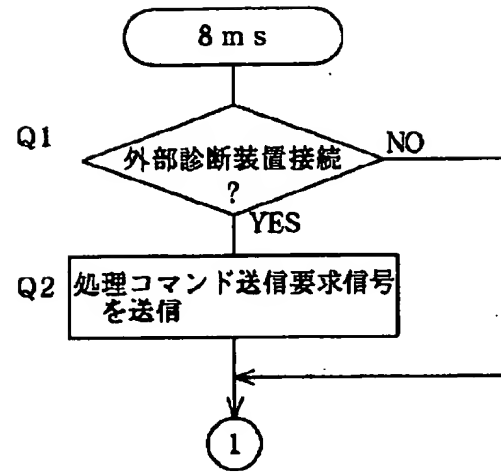 8ms
Q1
外部診断装置接続
?
NO
YES
Q2
処理コマンド送信要求信号
を送信
1